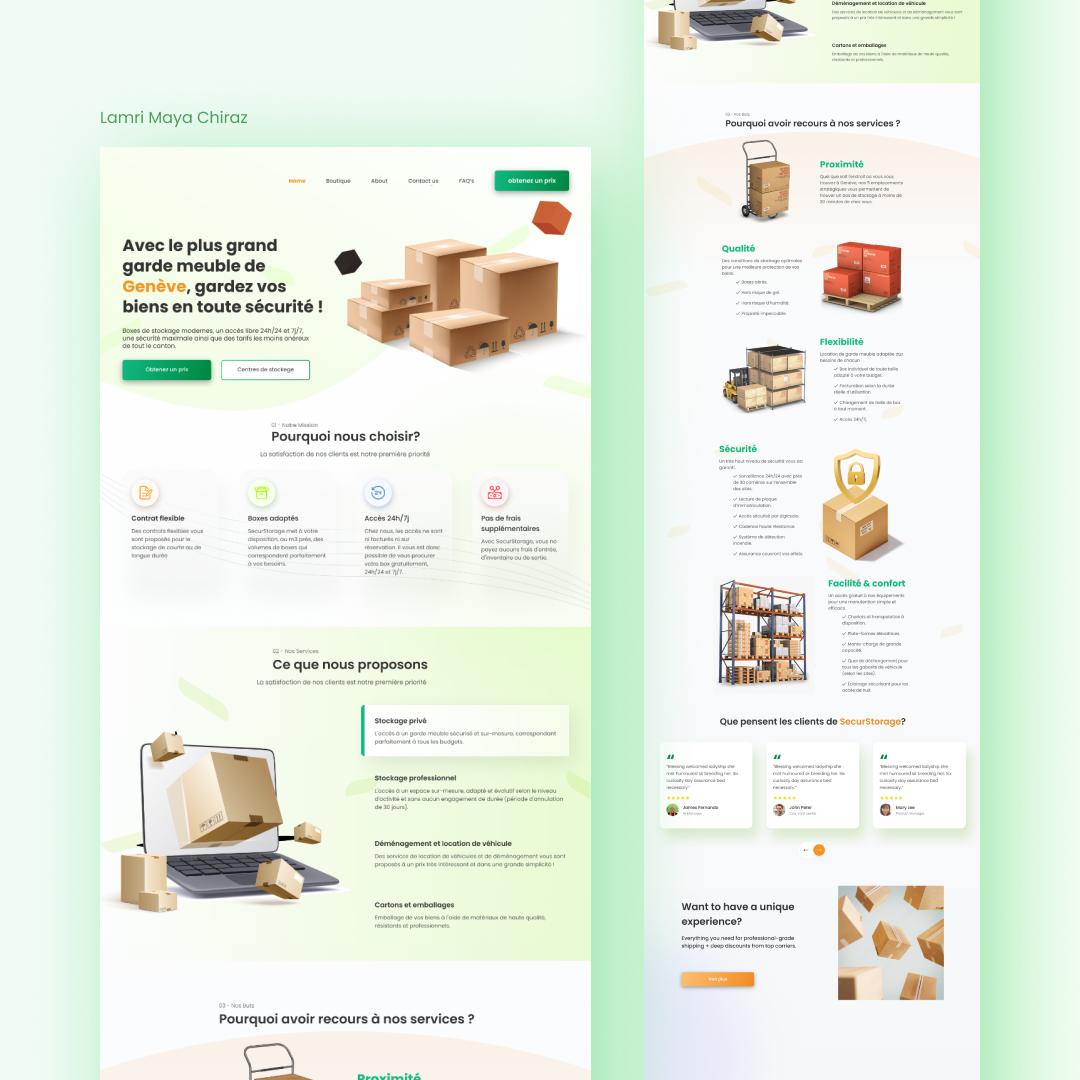 Lamri Maya Chiraz
Home
Boutique
About
Contact us
FAQ's
obtenez un prix
Avec le plus grand
garde meuble de
Genève, gardez vos
biens en toute sécurité !
Boxes de stockage modernes, un accès libre 24h/24 et 7j/7,
une sécurité maximale ainsi que des tarifs les moins onéreux
de tout le canton.
Obtenez un prix
Centres de stockege
01 - Notre Mission
Pourquoi nous choisir?
La satisfaction de nos clients est notre première priorité
Contrat flexible
Des contrats flexibles vous
sont proposés pour le
stockage de courte ou de
longue durée
Boxes adaptés
SecurStorage met à votre
disposition, au m3 près, des
volumes de boxes qui
correspondent parfaitement
à vos besoins.
24
Accès 24h/7j
Chez nous, les accès ne sont
ni facturés ni sur
réservation. Il vous est donc
possible de vous procurer
votre box gratuitement,
24h/24 et 7j/7.
Pas de frais
supplémentaires
Avec SecurStorage, vous ne
payez aucuns frais d'entrée,
d'inventaire ou de sortie.
02 - Nos Services
Ce que nous proposons
La satisfaction de nos clients est notre première priorité
Stockage privé
L'accès à un garde meuble sécurisé et sur-mesure, correspondant
parfaitement à tous les budgets.
Stockage professionnel
L'accès à un espace sur-mesure, adapté et évolutif selon le niveau
d'activité et sans aucun engagement de durée (période d'annulation
de 30 jours).
Déménagement et location de véhicule
Des services de location de véhicules et de déménagement vous sont
proposés à un prix très intéressant et dans une grande simplicité !
Cartons et emballages
Emballage de vos biens à l'aide de matériaux de haute qualité,
résistants et professionnels.
03 - Nos Buts
Pourquoi avoir recours à nos services ?
Proximité
Déménagement et location de véhicule
Des services de location de véhicules et de déménagement vous sont
proposés à un prix très intéressant et dans une grande simplicité !
Cartons et emballages
Emballage de vos biens à l'aide de matériaux de haute qualité,
résistants et professionnels.
03 - Nos Buts
Pourquoi avoir recours à nos services ?
Proximité
Quel que soit l'endroit où vous vous
trouvez à Genève, nos 5 emplacements
stratégiques vous permettent de
trouver un box de stockage à moins de
20 minutes de chez vous.
Qualité
Des conditions de stockage optimales
pour une meilleure protection de vos
biens:
✓ Boxes aérés.
✓ Hors risque de gel.
✓ Hors risque d'humidité.
✓ Propreté impeccable.
Flexibilité
Location de garde meuble adaptée aux
besoins de chacun
✓ Box individuel de toute taille
adapté à votre budget.
✓ Facturation selon la durée
réelle d'utilisation.
✓ Changement de taille de box
à tout moment.
✓ Accès 24h/7j.
Sécurité
Un très haut niveau de sécurité vous est
garanti.
✓ Surveillance 24h/24 avec près
de 30 caméras sur l'ensemble
des sites.
✓ Lecture de plaque
d'immatriculation.
✓ Accès sécurisé par digicode.
✓ Cadenas haute résistance.
✓ Système de détection
incendie.
✓ Assurance couvrant vos effets.
Facilité & confort
Un accès gratuit à nos équipements
pour une manutention simple et
efficace.
✓ Chariots et transpalette à
disposition.
✓ Plate-formes élévatrices.
✓ Monte-charge de grande
capacité.
✓ Quai de déchargement pour
tous les gabarits de véhicule
(selon les sites).
✓ Eclairage sécurisant pour les
accès de nuit.
Que pensent les clients de SecurStorage?
"Blessing welcomed ladyship she
met humoured sir breeding her. Six
curiosity day assurance bed
necessary."
James Fernando
"Blessing welcomed ladyship she
met humoured sir breeding her. Six
curiosity day assurance bed
necessary."
John Peter
"Blessing welcomed ladyship she
met humoured sir breeding her. Six
curiosity day assurance bed
necessary."
Mary Lee
Product Manager
Want to have a unique
experience?
Everything you need for professional-grade
shipping + deep discounts from top carriers.
Voir plus